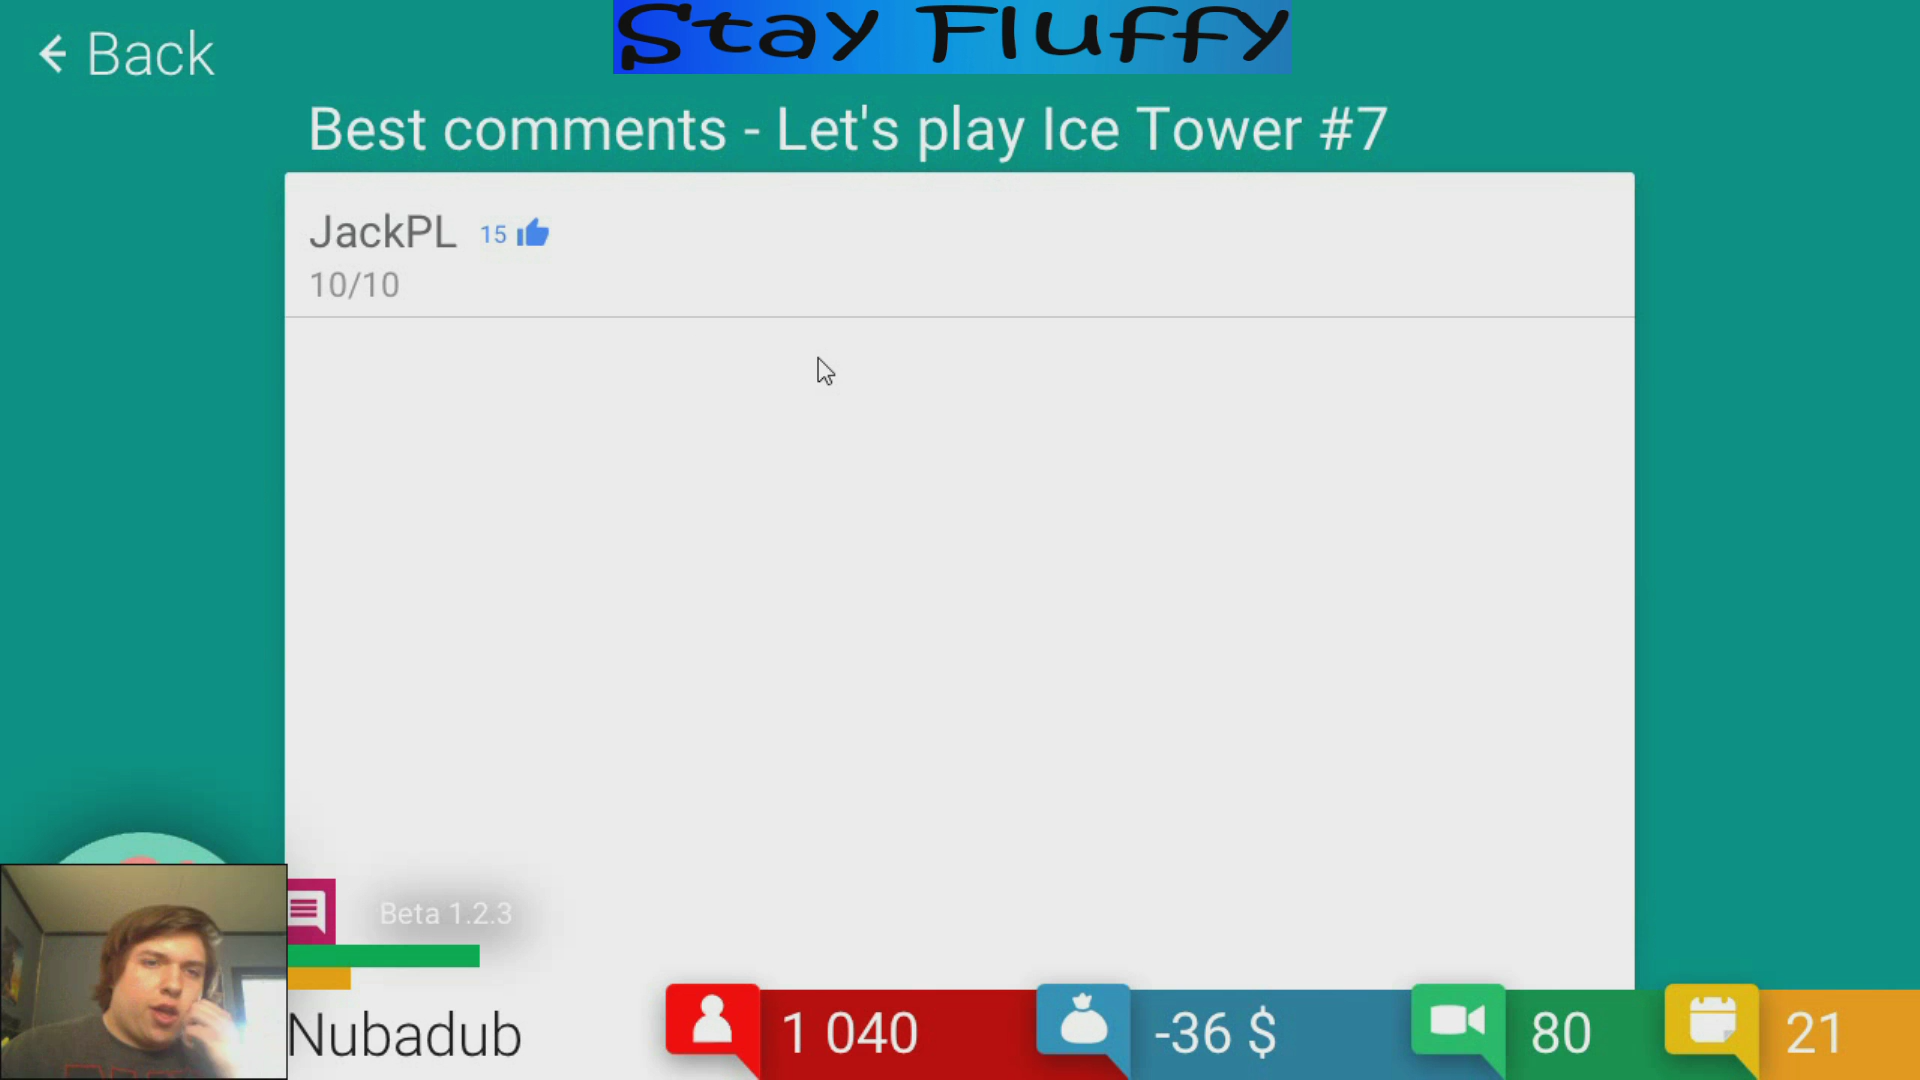 Back
Stay Fluffy
Best comments - Let's play Ice Tower #7
JackPL 15
10/10
Beta 1.2.3
Nubadub
1 040
-36 $
80
21